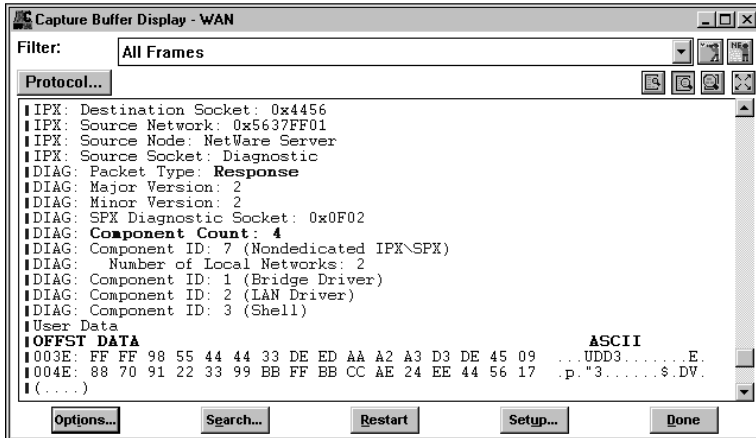 Capture Buffer Display - WAN
Filter: All Frames
Protocol...
IPX: Destination Socket: 0x4456
IPX: Source Network: 0x5637FF01
IPX: Source Node: NetWare Server
IPX: Source Socket: Diagnostic
DIAG: Packet Type: Response
DIAG: Major Version: 2
DIAG: Minor Version: 2
DIAG: SPX Diagnostic Socket: 0x0F02
DIAG: Component Count: 4
DIAG: Component ID: 7 (Nondedicated IPX\SPX)
DIAG:   Number of Local Networks: 2
DIAG: Component ID: 1 (Bridge Driver)
DIAG: Component ID: 2 (LAN Driver)
DIAG: Component ID: 3 (Shell)
User Data
OFFST DATA ASCII
003E: FF FF 98 55 44 44 33 DE ED AA A2 A3 D3 DE 45 09 ...UDD3.......E.
004E: 88 70 91 22 33 99 BB FF BB CC AE 24 EE 44 56 17 .p."3......$.DV.
(....)
Options... Search... Restart Setup... Done